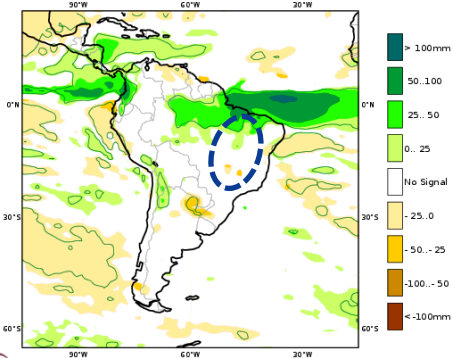 90°W 60°W 30°W
> 100mm
50..100
0°N 0°N
25.. 50
0.. 25
No Signal
- 25..0
30°S 30°S
- 50..- 25
-100..- 50
< -100mm
60°S 60°S
90°W 60°W 30°W